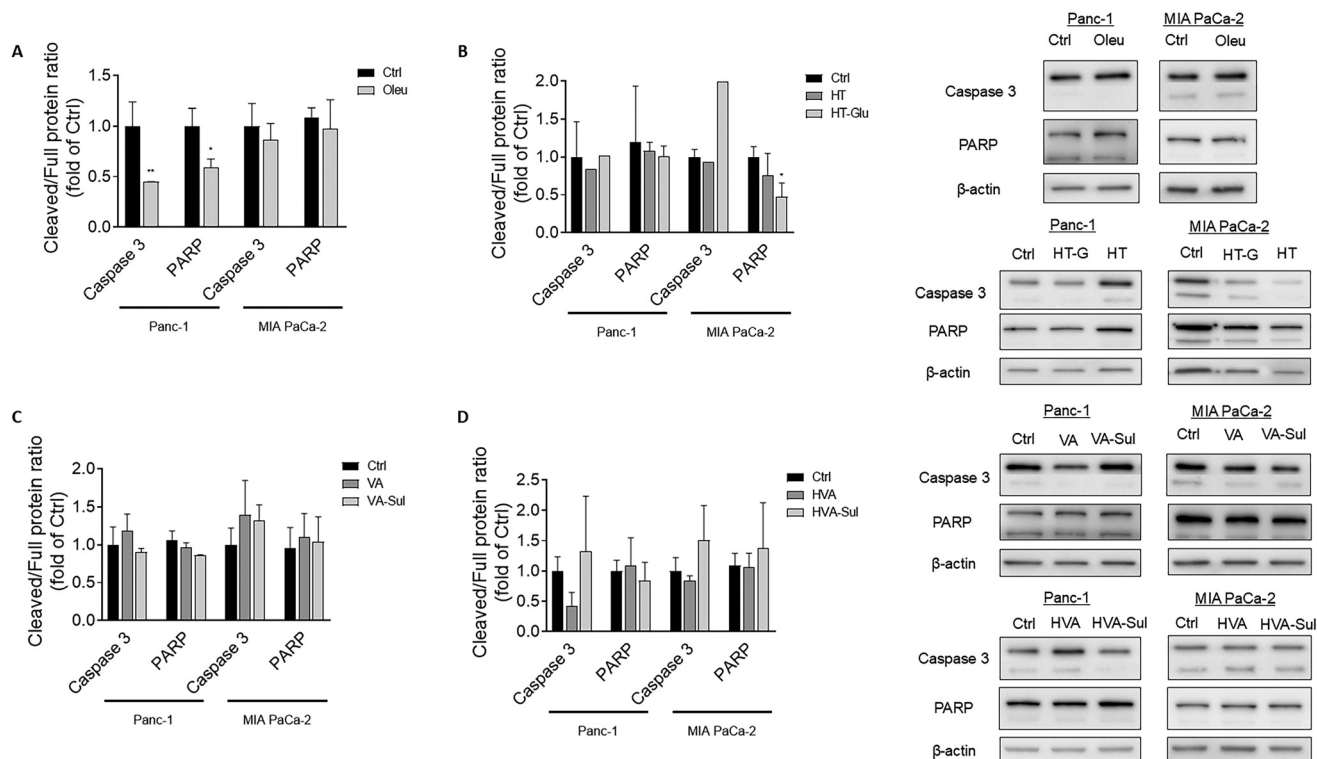 A
Cleaved/Full protein ratio
(fold of Ctrl)
1.5
1.0
0.5
0.0
Ctrl
Oleu
**
*
Caspase 3
PARP
Caspase 3
PARP
Panc-1
MIA PaCa-2
B
Cleaved/Full protein ratio
(fold of Ctrl)
2.0
1.5
1.0
0.5
0.0
Ctrl
HT
HT-Glu
*
Caspase 3
PARP
Caspase 3
PARP
Panc-1
MIA PaCa-2
Panc-1
MIA PaCa-2
Ctrl Oleu
Ctrl Oleu
Caspase 3
PARP
β-actin
Panc-1
MIA PaCa-2
Ctrl HT-G HT
Ctrl HT-G HT
Caspase 3
PARP
β-actin
C
Cleaved/Full protein ratio
(fold of Ctrl)
2.0
1.5
1.0
0.5
0.0
Ctrl
VA
VA-Sul
Caspase 3
PARP
Caspase 3
PARP
Panc-1
MIA PaCa-2
D
Cleaved/Full protein ratio
(fold of Ctrl)
2.5
2.0
1.5
1.0
0.5
0.0
Ctrl
HVA
HVA-Sul
Caspase 3
PARP
Caspase 3
PARP
Panc-1
MIA PaCa-2
Panc-1
MIA PaCa-2
Ctrl VA VA-Sul
Ctrl VA VA-Sul
Caspase 3
PARP
β-actin
Panc-1
MIA PaCa-2
Ctrl HVA HVA-Sul
Ctrl HVA HVA-Sul
Caspase 3
PARP
β-actin